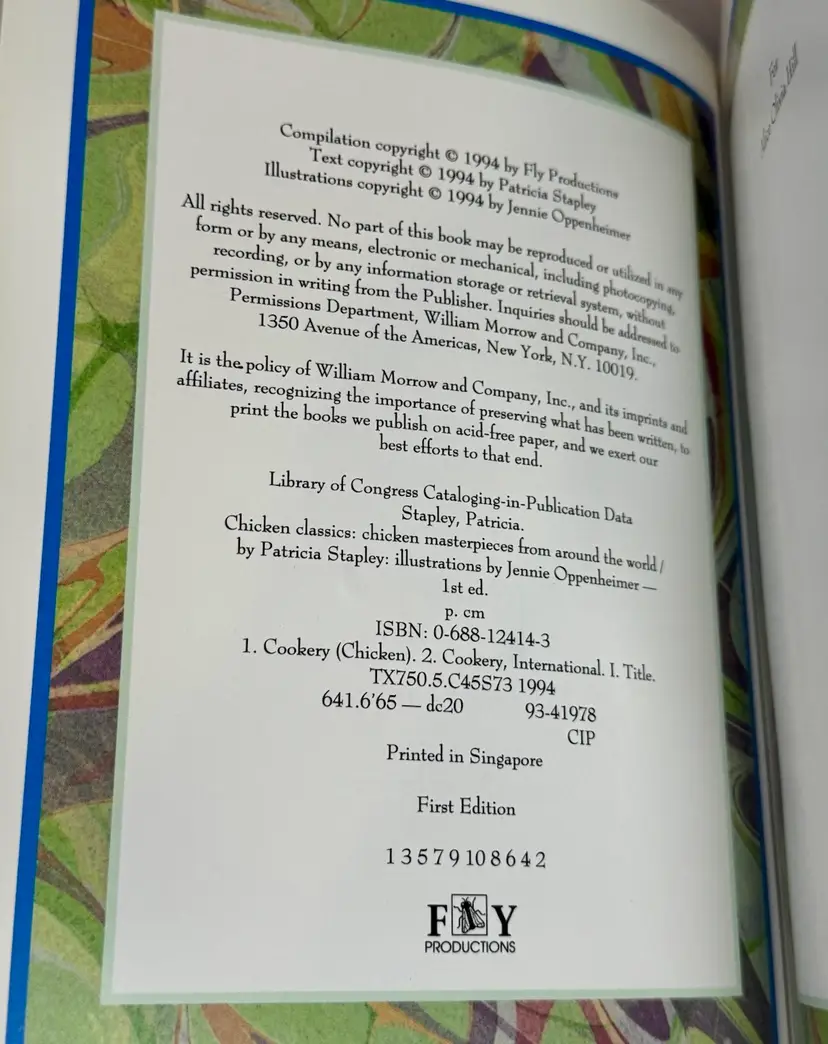 Compilation copyright © 1994 by Fly Productions
Text copyright © 1994 by Patricia Stapley
Illustrations copyright © 1994 by Jennie Oppenheimer
All rights reserved. No part of this book may be reproduced or utilized in any
form or by any means, electronic or mechanical, including photocopying,
recording, or by any information storage or retrieval system, without
permission in writing from the Publisher. Inquiries should be addressed to
Permissions Department, William Morrow and Company, Inc.,
1350 Avenue of the Americas, New York, N.Y. 10019.
It is the policy of William Morrow and Company, Inc., and its imprints and
affiliates, recognizing the importance of preserving what has been written, to
print the books we publish on acid-free paper, and we exert our
best efforts to that end.
Library of Congress Cataloging-in-Publication Data
Stapley, Patricia.
Chicken classics: chicken masterpieces from around the world /
by Patricia Stapley: illustrations by Jennie Oppenheimer —
1st ed.
p. cm
ISBN: 0-688-12414-3
1. Cookery (Chicken). 2. Cookery, International. I. Title.
TX750.5.C45S73 1994
641.6'65 — dc20 93-41978
CIP
Printed in Singapore
First Edition
1 3 5 7 9 10 8 6 4 2
FLY
PRODUCTIONS
For
Olivia